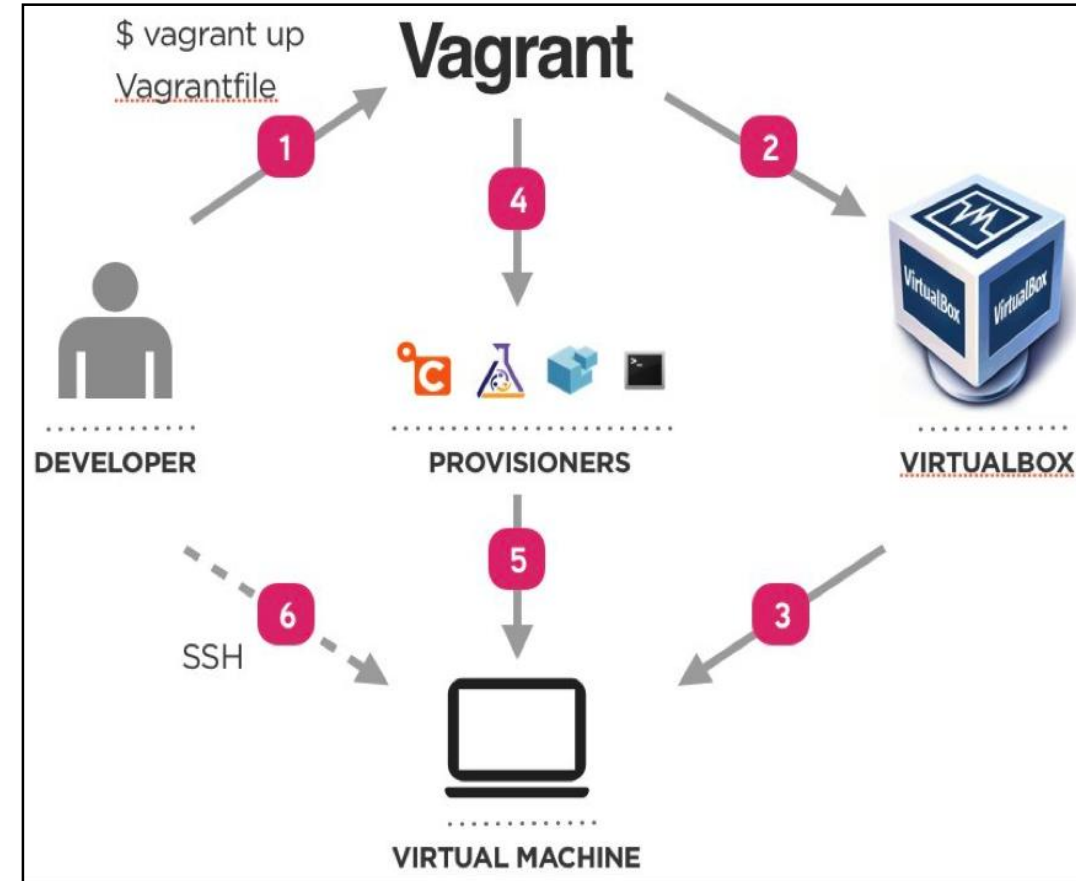 $ vagrant up
Vagrantfile
Vagrant
1
2
4
VirtualBox
VirtualBox
C
>_
DEVELOPER
PROVISIONERS
VIRTUALBOX
5
6
3
SSH
VIRTUAL MACHINE